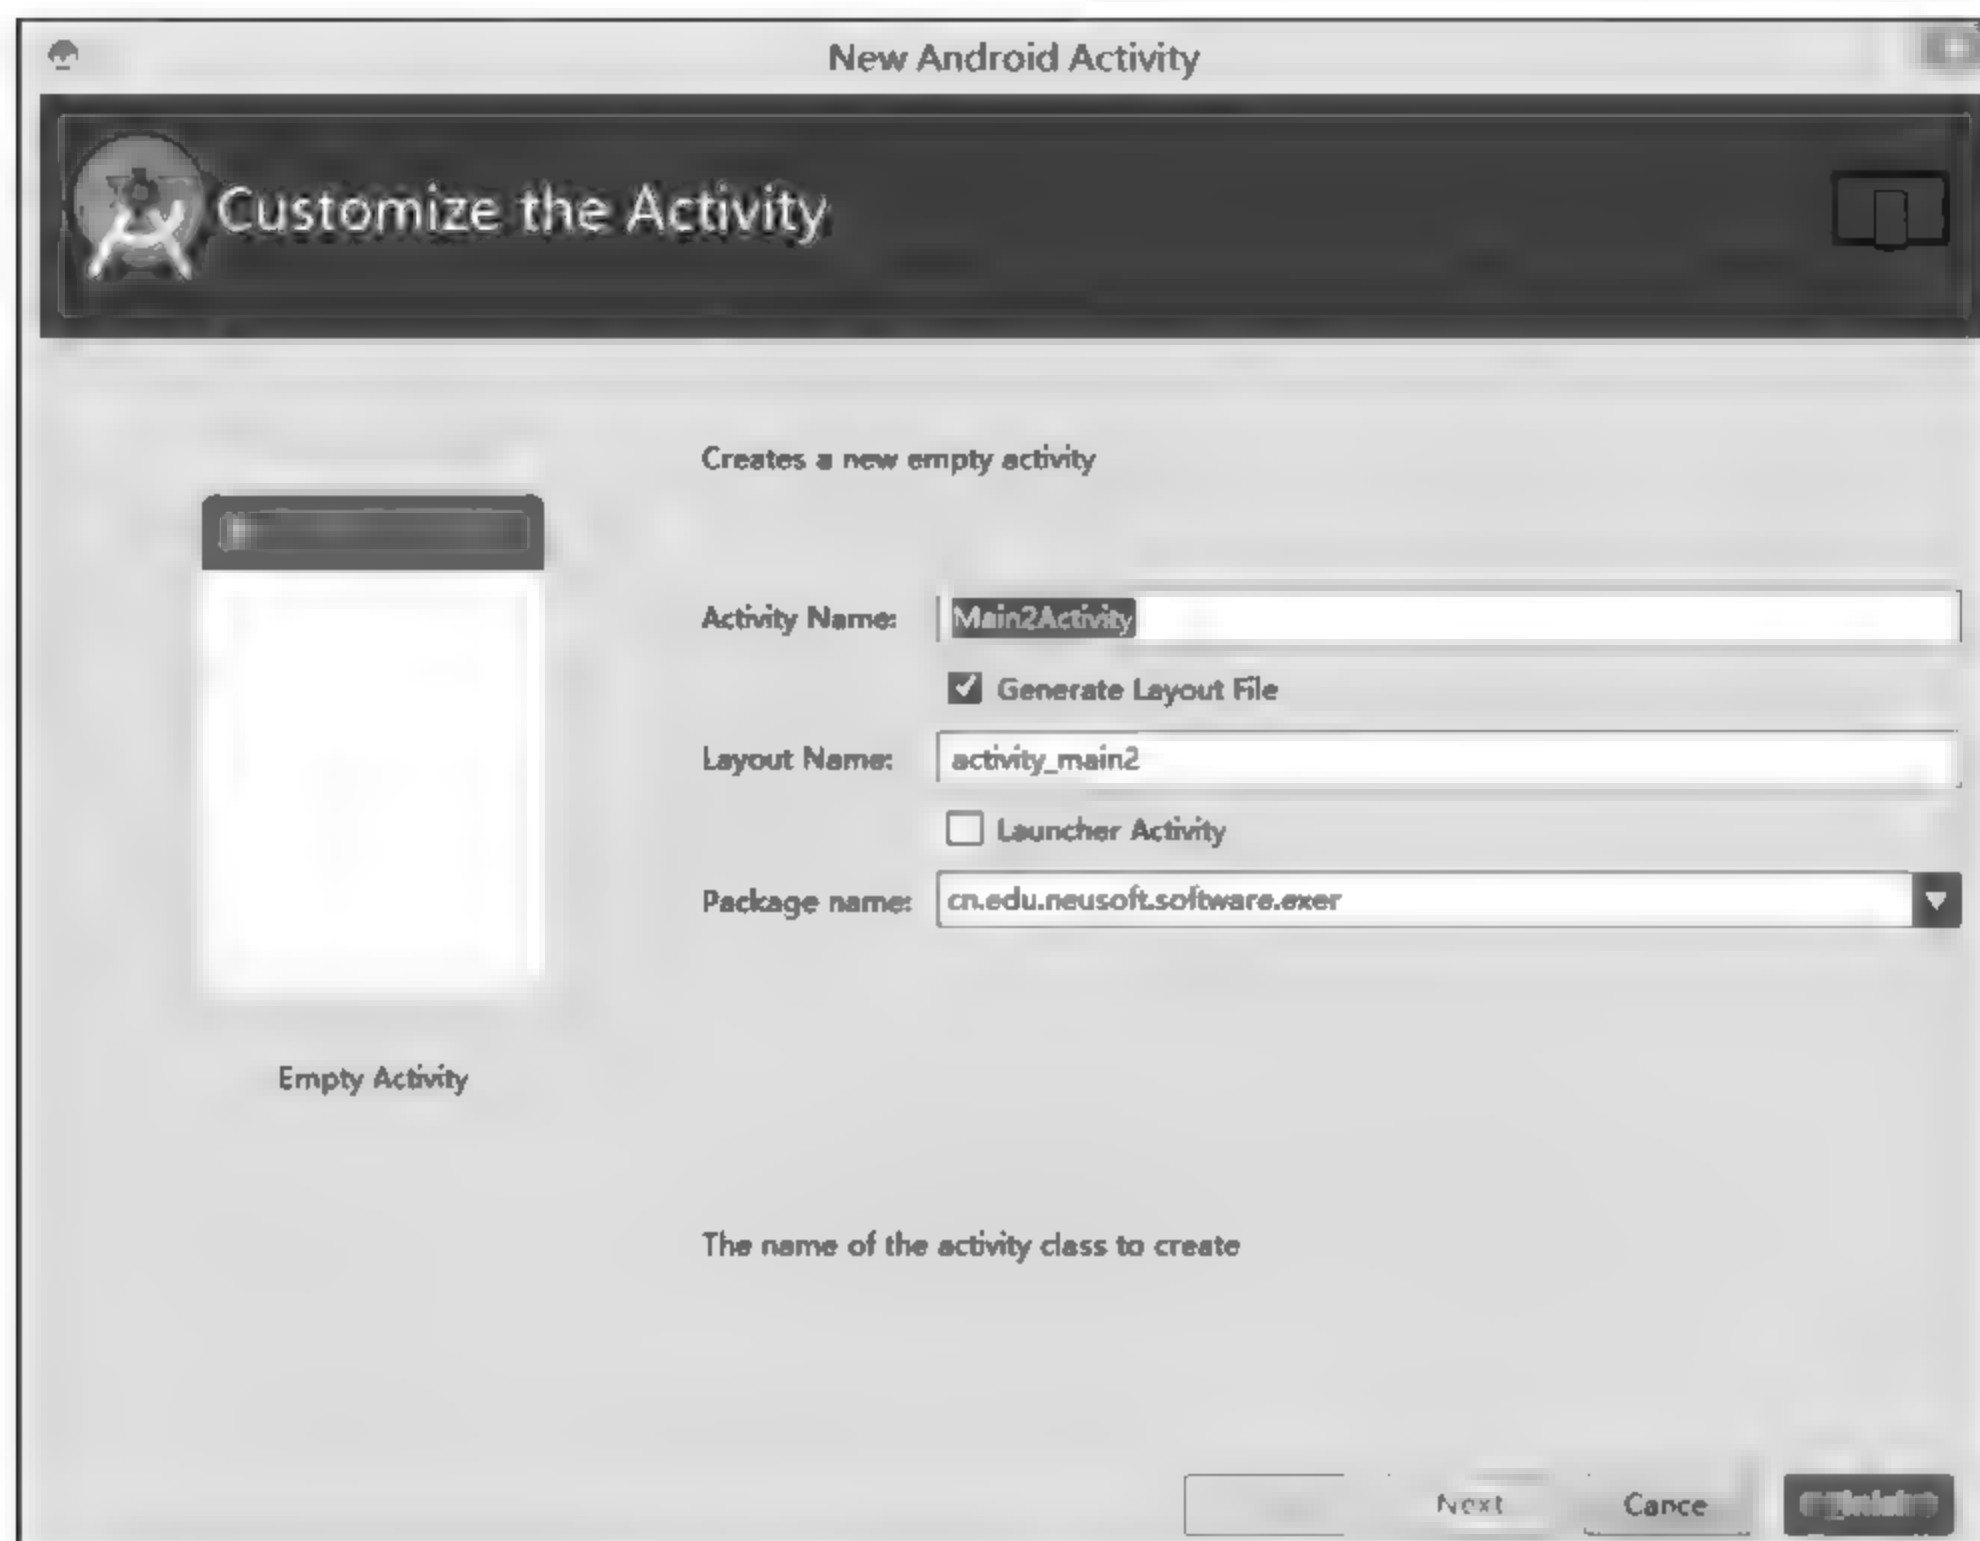 New Android Activity
Customize the Activity
Creates a new empty activity
Activity Name: Main2Activity
Generate Layout File
Layout Name: activity_main2
Launcher Activity
Package name: cn.edu.neusoft.software.exer
Empty Activity
The name of the activity class to create
Next Cance